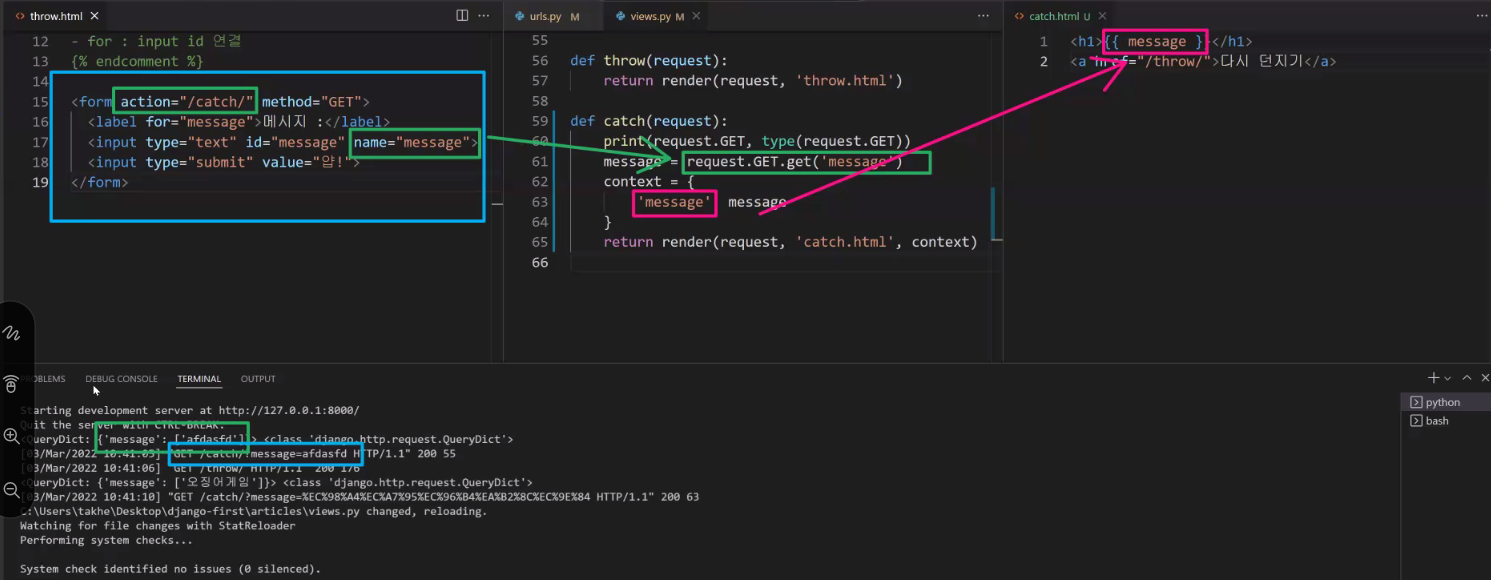 throw.html
12 - for : input id 연결
13 {% endcomment %}
14
15 <form action="/catch/" method="GET">
16 <label for="message">메시지 :</label>
17 <input type="text" id="message" name="message">
18 <input type="submit" value="얍!">
19 </form>
urls.py M
views.py M
55
56 def throw(request):
57 return render(request, 'throw.html')
58
59 def catch(request):
60 print(request.GET, type(request.GET))
61 message = request.GET.get('message')
62 context = {
63 'message' message
64 }
65 return render(request, 'catch.html', context)
66
catch.html U
1 <h1>{{ message }}</h1>
2 <a href="/throw/">다시 던지기</a>
PROBLEMS DEBUG CONSOLE TERMINAL OUTPUT
Starting development server at http://127.0.0.1:8000/
Quit the server with CTRL-BREAK.
<QueryDict: {'message': ['afdasfd']}> <class 'django.http.request.QueryDict'>
[03/Mar/2022 10:41:05] "GET /catch/?message=afdasfd HTTP/1.1" 200 55
[03/Mar/2022 10:41:06] "GET /throw/ HTTP/1.1" 200 176
<QueryDict: {'message': ['오징어게임']}> <class 'django.http.request.QueryDict'>
[03/Mar/2022 10:41:10] "GET /catch/?message=%EC%98%A4%EC%A7%95%EC%96%B4%EA%B2%8C%EC%9E%84 HTTP/1.1" 200 63
C:\Users\takhe\Desktop\django-first\articles\views.py changed, reloading.
Watching for file changes with StatReloader
Performing system checks...
System check identified no issues (0 silenced).
python
bash